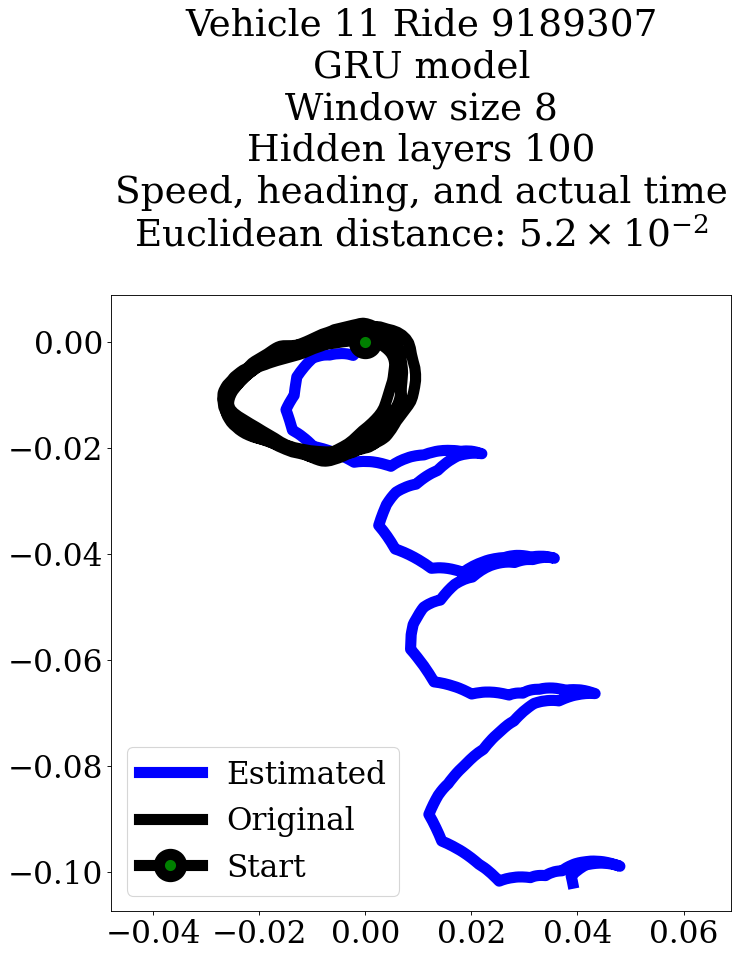 Vehicle 11 Ride 9189307
GRU model
Window size 8
Hidden layers 100
Speed, heading, and actual time
Euclidean distance: 5.2 × 10⁻²
0.00
−0.02
−0.04
−0.06
−0.08
−0.10
Estimated
Original
Start
−0.04 −0.02 0.00 0.02 0.04 0.06